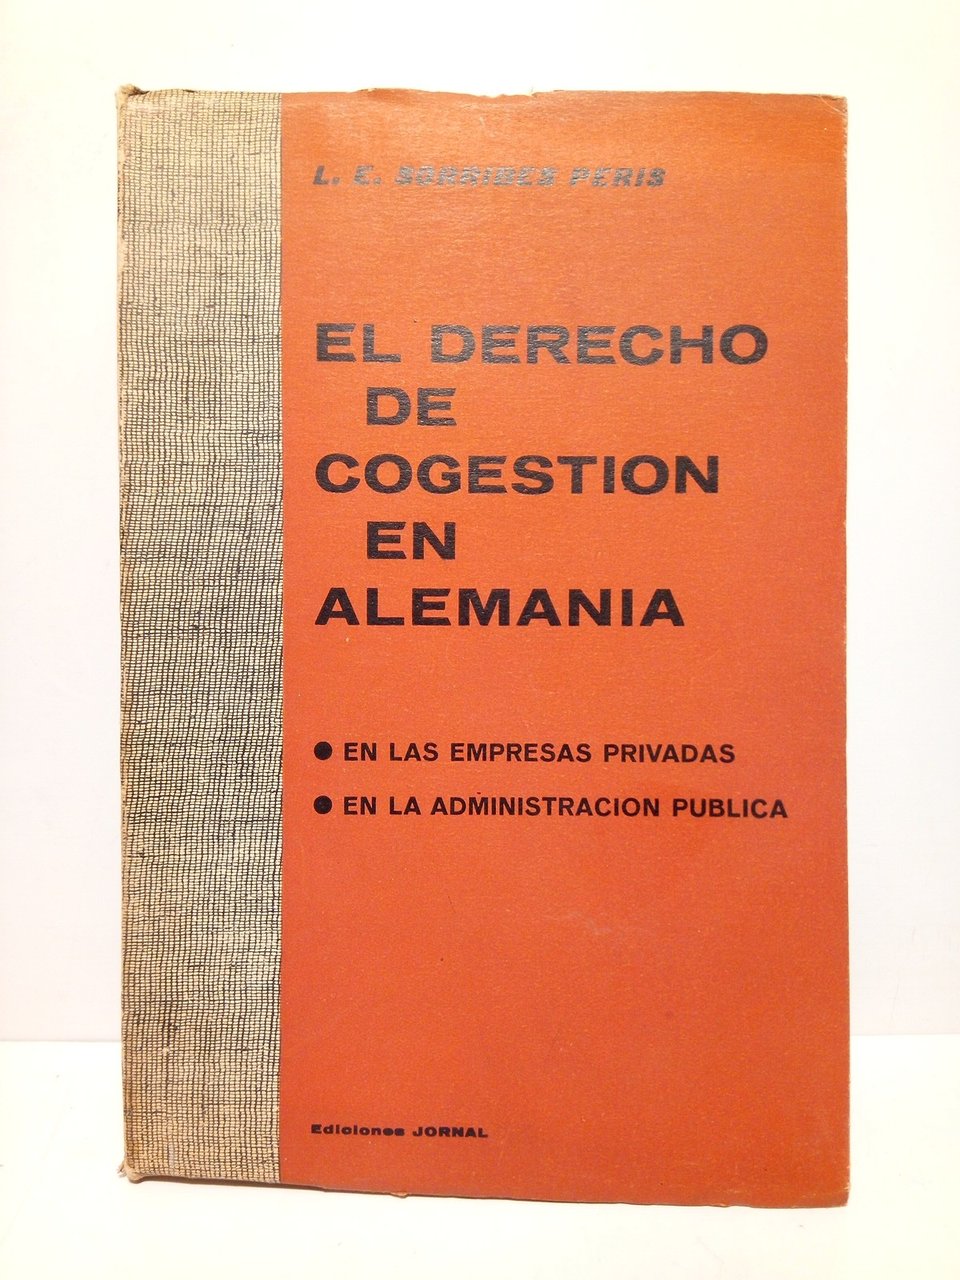 L. E. SORRIBES PERIS
EL DERECHO
DE
COGESTION
EN
ALEMANIA
● EN LAS EMPRESAS PRIVADAS
● EN LA ADMINISTRACION PUBLICA
Ediciones JORNAL